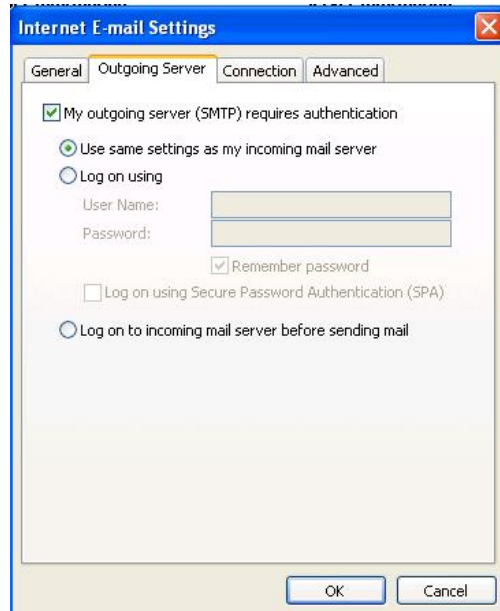 Internet E-mail Settings
General Outgoing Server Connection Advanced
My outgoing server (SMTP) requires authentication
Use same settings as my incoming mail server
Log on using
User Name:
Password:
Remember password
Log on using Secure Password Authentication (SPA)
Log on to incoming mail server before sending mail
OK Cancel